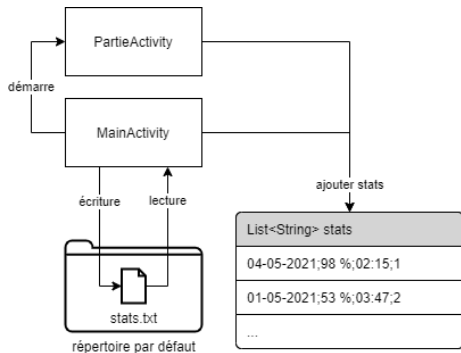 PartieActivity
démarre
MainActivity
écriture
lecture
ajouter stats
stats.txt
répertoire par défaut
List<String> stats
04-05-2021;98 %;02:15;1
01-05-2021;53 %;03:47;2
...